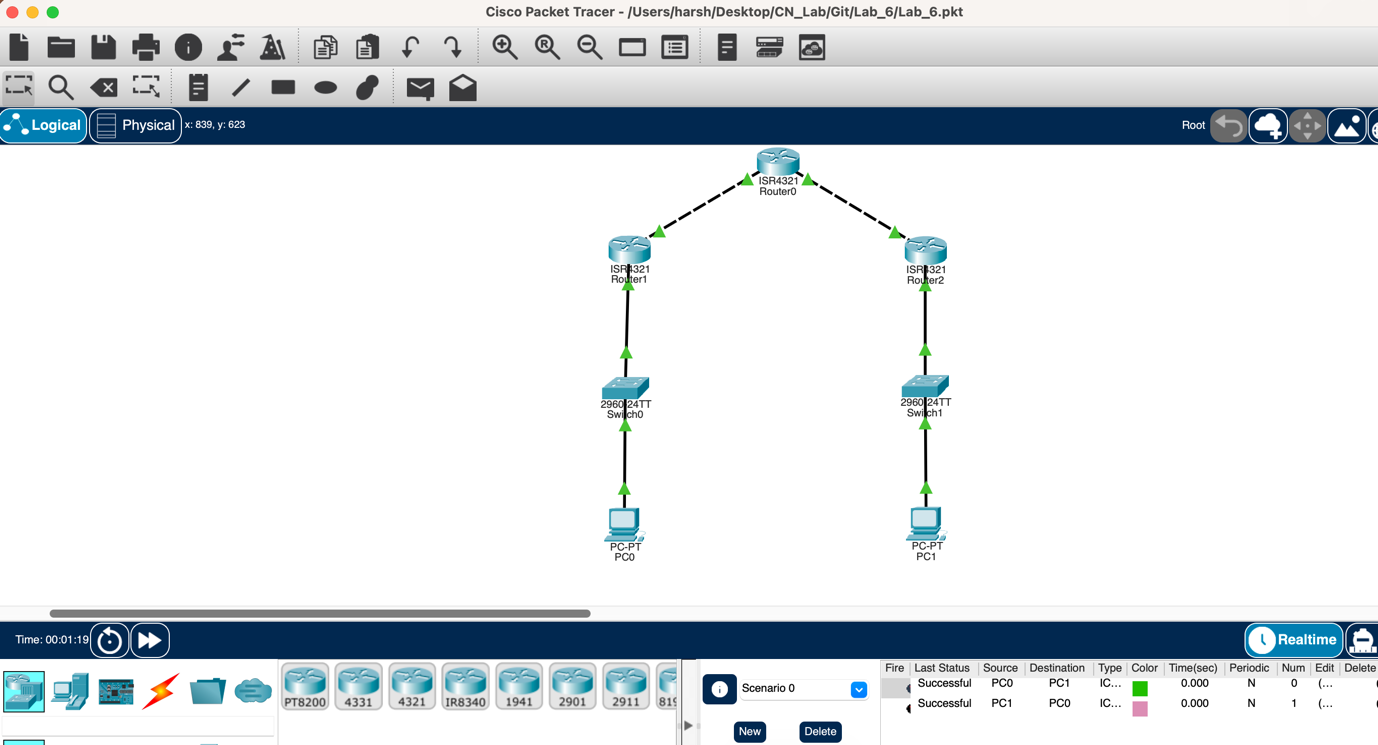 Cisco Packet Tracer - /Users/harsh/Desktop/CN_Lab/Git/Lab_6/Lab_6.pkt
Logical
Physical
x: 839, y: 623
Root
ISR4321
Router0
ISR4321
Router1
ISR4321
Router2
2960-24TT
Switch0
2960-24TT
Switch1
PC-PT
PC0
PC-PT
PC1
Time: 00:01:19
Realtime
PT8200
4331
4321
IR8340
1941
2901
2911
819
Scenario 0
New
Delete
Fire Last Status Source Destination Type Color Time(sec) Periodic Num Edit Delete
Successful PC0 PC1 IC... 0.000 N 0 (...
Successful PC1 PC0 IC... 0.000 N 1 (...